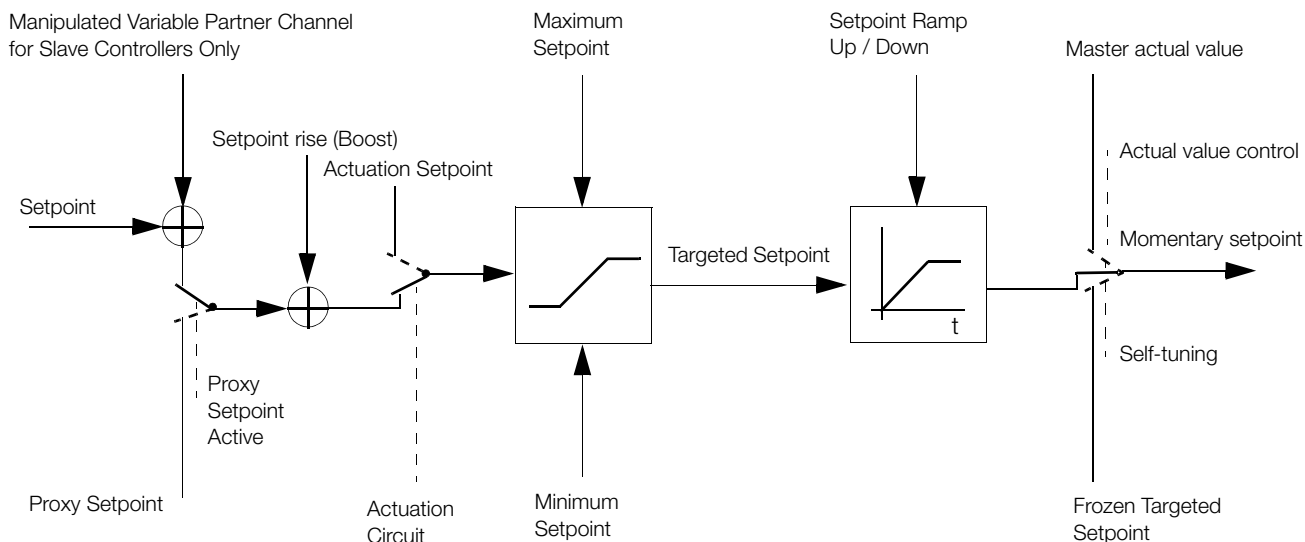 Manipulated Variable Partner Channel
for Slave Controllers Only
Maximum
Setpoint
Setpoint Ramp
Up / Down
Master actual value
Setpoint rise (Boost)
Actuation Setpoint
Actual value control
Setpoint
Targeted Setpoint
Momentary setpoint
t
Self-tuning
Proxy
Setpoint
Active
Proxy Setpoint
Actuation
Circuit
Minimum
Setpoint
Frozen Targeted
Setpoint